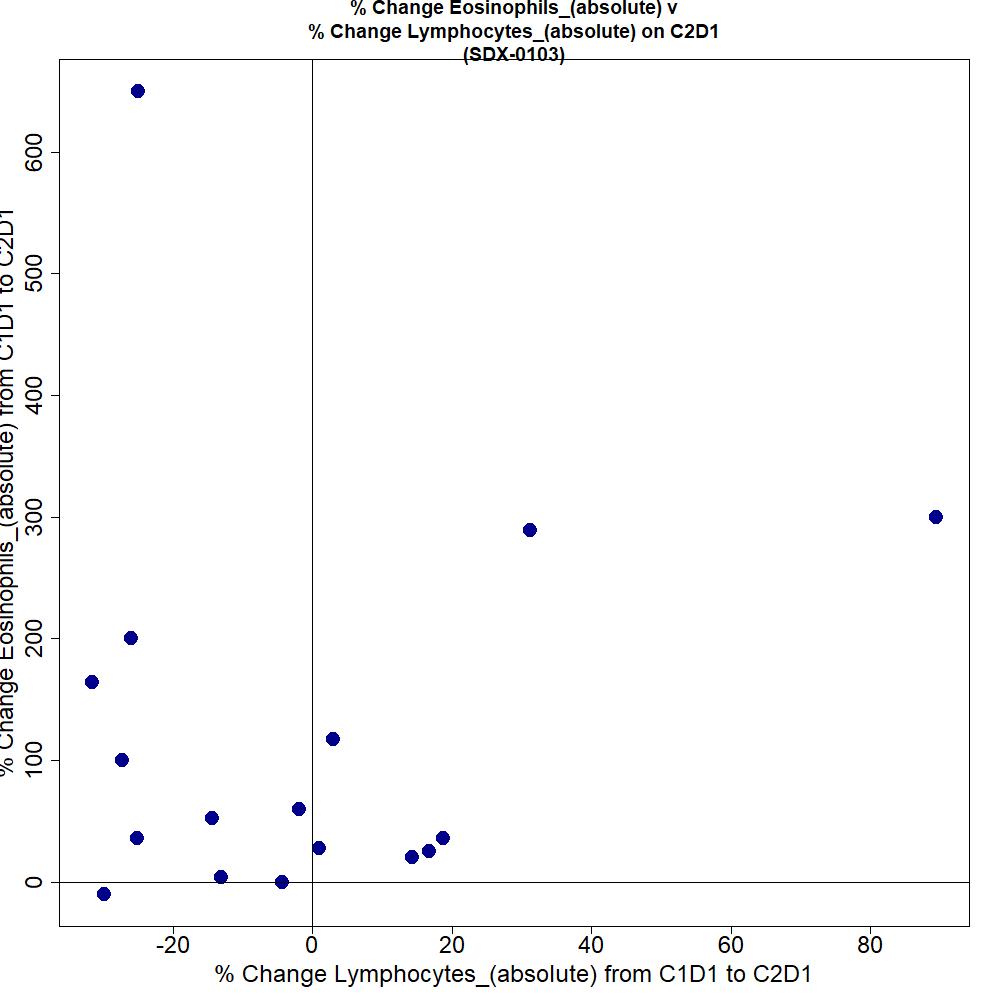 % Change Eosinophils_(absolute) v
% Change Lymphocytes_(absolute) on C2D1
(SDX-0103)
% Change Eosinophils_(absolute) from C1D1 to C2D1
600
500
400
300
200
100
0
-20
0
20
40
60
80
% Change Lymphocytes_(absolute) from C1D1 to C2D1